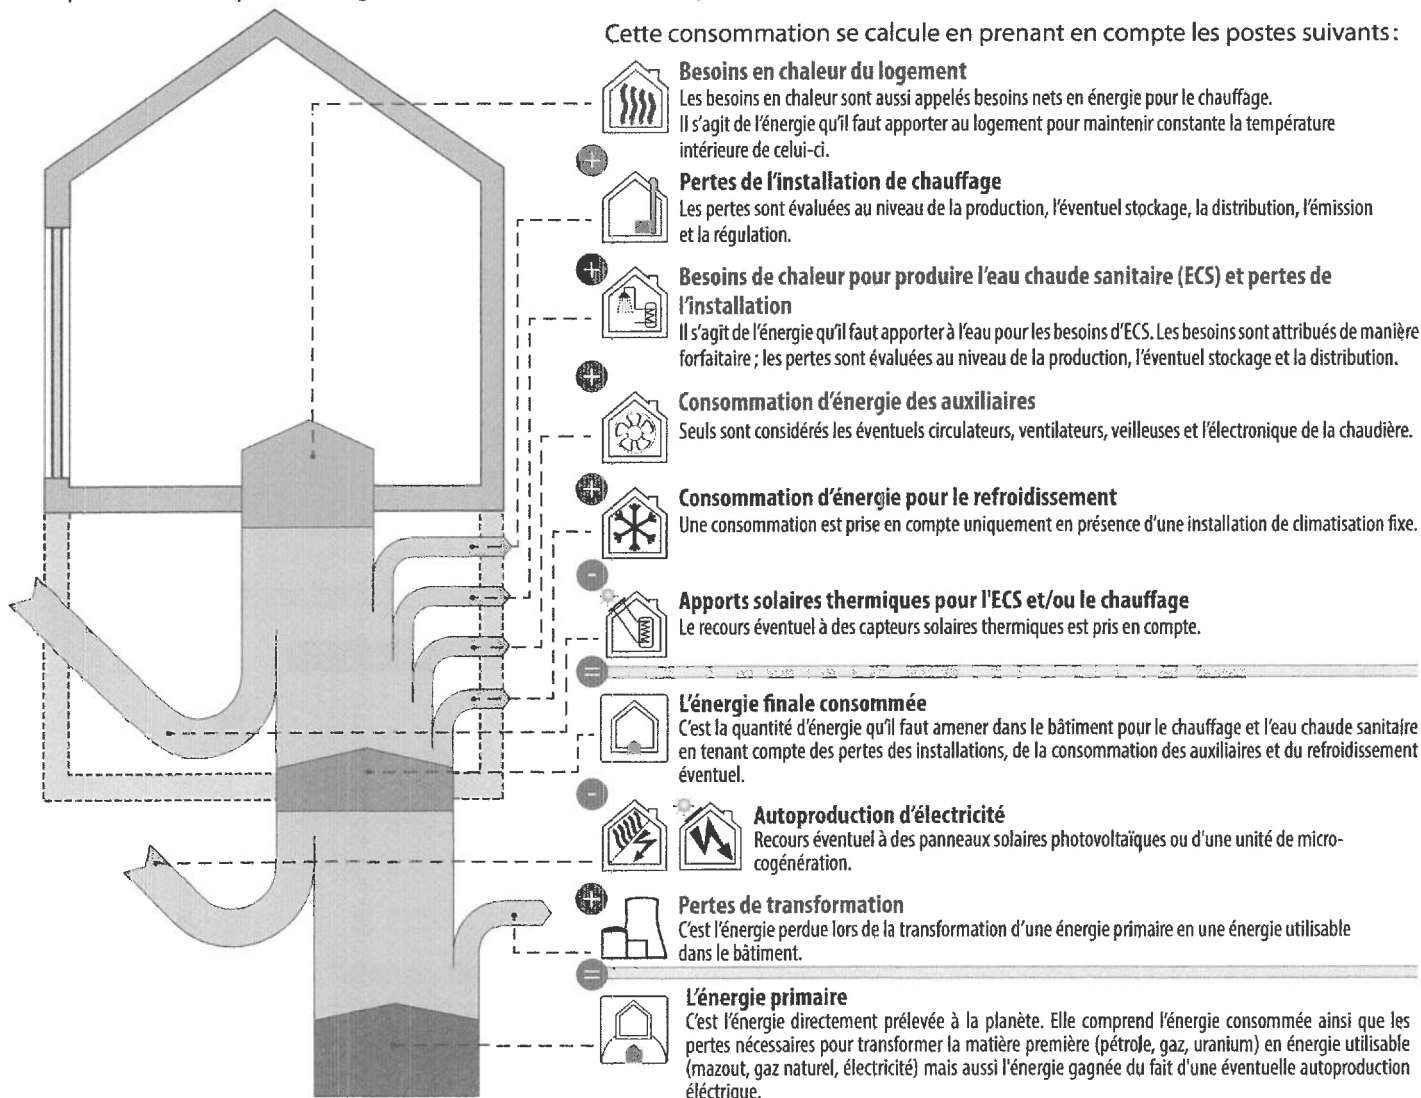 Cette consommation se calcule en prenant en compte les postes suivants :
Besoins en chaleur du logement
Les besoins en chaleur sont aussi appelés besoins nets en énergie pour le chauffage.
Il s'agit de l'énergie qu'il faut apporter au logement pour maintenir constante la température
intérieure de celui-ci.
+
Pertes de l'installation de chauffage
Les pertes sont évaluées au niveau de la production, l'éventuel stockage, la distribution, l'émission
et la régulation.
+
Besoins de chaleur pour produire l'eau chaude sanitaire (ECS) et pertes de
l'installation
Il s'agit de l'énergie qu'il faut apporter à l'eau pour les besoins d'ECS. Les besoins sont attribués de manière
forfaitaire ; les pertes sont évaluées au niveau de la production, l'éventuel stockage et la distribution.
+
Consommation d'énergie des auxiliaires
Seuls sont considérés les éventuels circulateurs, ventilateurs, veilleuses et l'électronique de la chaudière.
+
Consommation d'énergie pour le refroidissement
Une consommation est prise en compte uniquement en présence d'une installation de climatisation fixe.
-
Apports solaires thermiques pour l'ECS et/ou le chauffage
Le recours éventuel à des capteurs solaires thermiques est pris en compte.
=
L'énergie finale consommée
C'est la quantité d'énergie qu'il faut amener dans le bâtiment pour le chauffage et l'eau chaude sanitaire
en tenant compte des pertes des installations, de la consommation des auxiliaires et du refroidissement
éventuel.
-
Autoproduction d'électricité
Recours éventuel à des panneaux solaires photovoltaïques ou d'une unité de micro-
cogénération.
+
Pertes de transformation
C'est l'énergie perdue lors de la transformation d'une énergie primaire en une énergie utilisable
dans le bâtiment.
=
L'énergie primaire
C'est l'énergie directement prélevée à la planète. Elle comprend l'énergie consommée ainsi que les
pertes nécessaires pour transformer la matière première (pétrole, gaz, uranium) en énergie utilisable
(mazout, gaz naturel, électricité) mais aussi l'énergie gagnée du fait d'une éventuelle autoproduction
éléctrique.